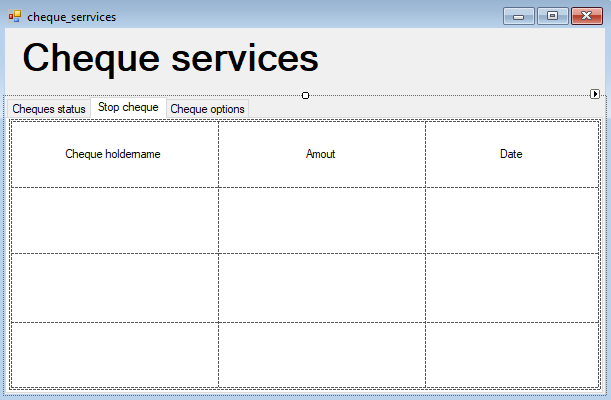 cheque_serrvices
Cheque services
Cheques status Stop cheque Cheque options
Cheque holdername Amout Date